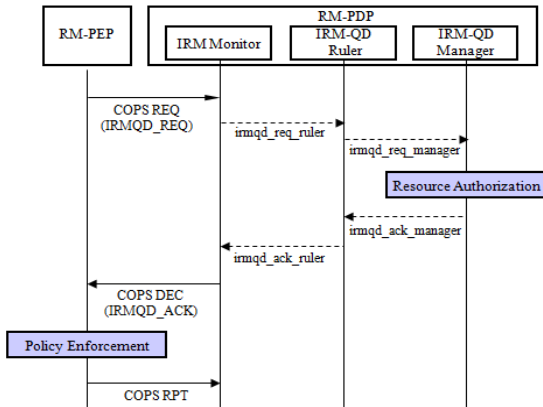 RM-PEP
RM-PDP
IRM Monitor
IRM-QD
Ruler
IRM-QD
Manager
COPS REQ
(IRMQD_REQ)
irmqd_req_ruler
irmqd_req_manager
Resource Authorization
irmqd_ack_manager
irmqd_ack_ruler
COPS DEC
(IRMQD_ACK)
Policy Enforcement
COPS RPT